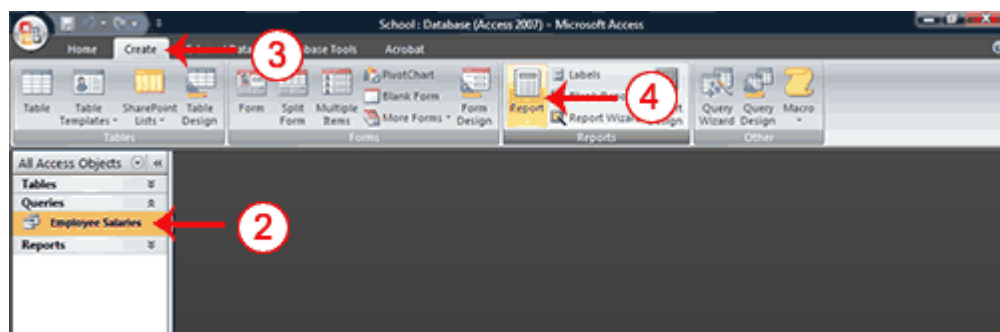 School : Database (Access 2007) - Microsoft Access
Home Create Tools Acrobat
3
Table
Table Templates
SharePoint Lists
Table Design
Tables
Form
Split Form
Multiple Items
PivotChart
Blank Form
More Forms
Form Design
Forms
Report
Labels
Report Wizard
4
Reports
Query Wizard
Query Design
Macro
Other
All Access Objects
Tables
Queries
Employee Salaries
2
Reports